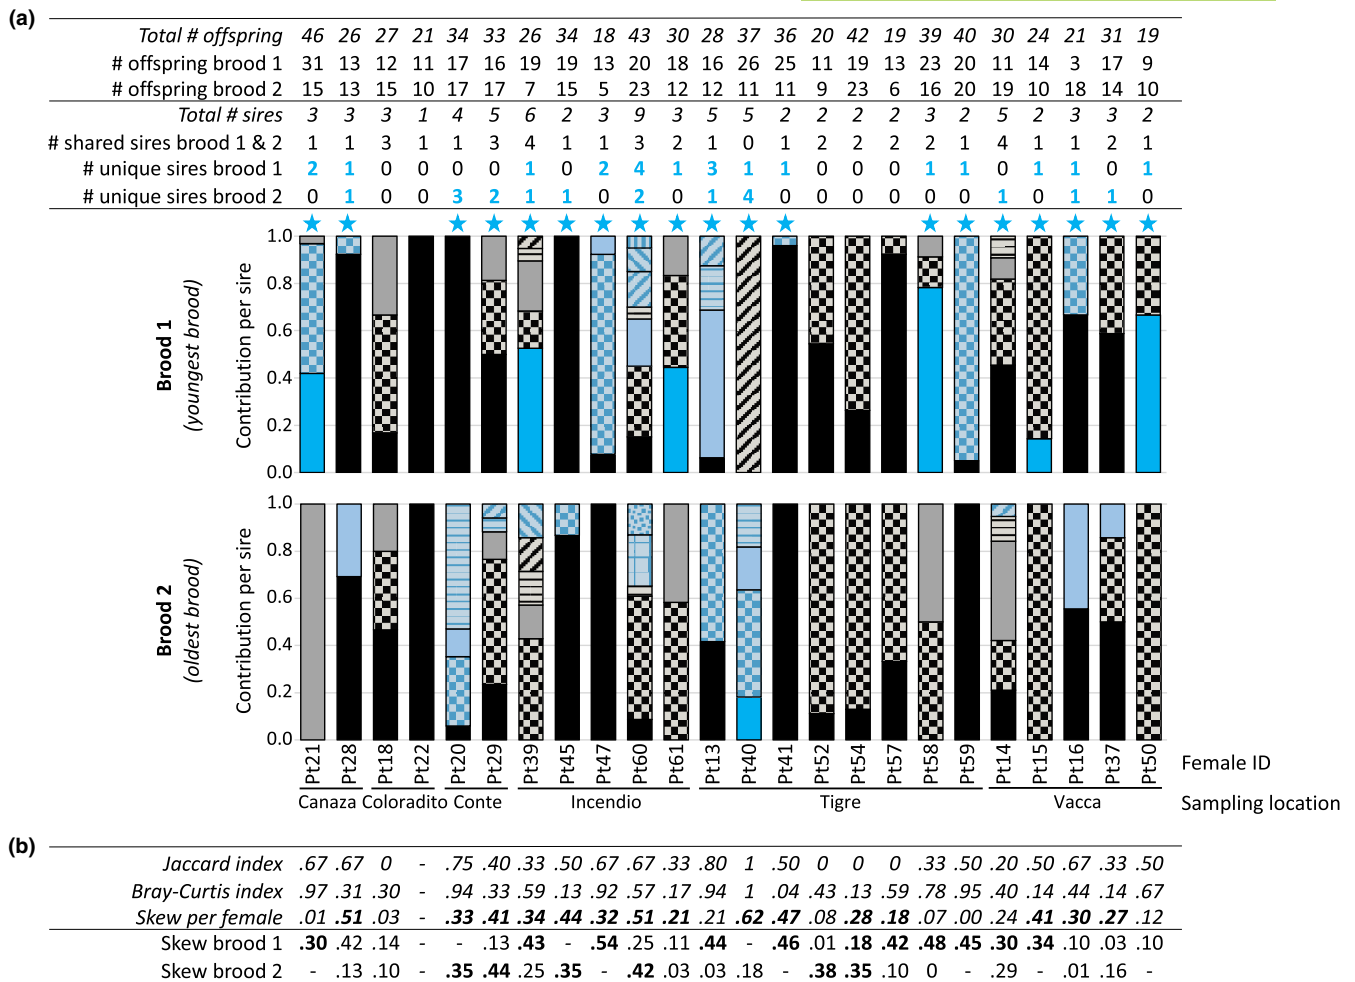 (a)
Total # offspring 46 26 27 21 34 33 26 34 18 43 30 28 37 36 20 42 19 39 40 30 24 21 31 19
# offspring brood 1 31 13 12 11 17 16 19 19 13 20 18 16 26 25 11 19 13 23 20 11 14 3 17 9
# offspring brood 2 15 13 15 10 17 17 7 15 5 23 12 12 11 11 9 23 6 16 20 19 10 18 14 10
Total # sires 3 3 3 1 4 5 6 2 3 9 3 5 5 2 2 2 2 3 2 5 2 3 3 2
# shared sires brood 1 & 2 1 1 3 1 1 3 4 1 1 3 2 1 0 1 2 2 2 2 1 4 1 1 2 1
# unique sires brood 1 2 1 0 0 0 0 1 0 2 4 1 3 1 1 0 0 0 1 1 0 1 1 0 1
# unique sires brood 2 0 1 0 0 3 2 1 1 0 2 0 1 4 0 0 0 0 0 0 1 0 1 1 0
Brood 1
(youngest brood)
Contribution per sire
1.0
0.8
0.6
0.4
0.2
0.0
Brood 2
(oldest brood)
Contribution per sire
1.0
0.8
0.6
0.4
0.2
0.0
Pt21 Pt28 Pt18 Pt22 Pt20 Pt29 Pt39 Pt45 Pt47 Pt60 Pt61 Pt13 Pt40 Pt41 Pt52 Pt54 Pt57 Pt58 Pt59 Pt14 Pt15 Pt16 Pt37 Pt50 Female ID
Canaza Coloradito Conte Incendio Tigre Vacca Sampling location
(b)
Jaccard index .67 .67 0 - .75 .40 .33 .50 .67 .67 .33 .80 1 .50 0 0 0 .33 .50 .20 .50 .67 .33 .50
Bray-Curtis index .97 .31 .30 - .94 .33 .59 .13 .92 .57 .17 .94 1 .04 .43 .13 .59 .78 .95 .40 .14 .44 .14 .67
Skew per female .01 .51 .03 - .33 .41 .34 .44 .32 .51 .21 .21 .62 .47 .08 .28 .18 .07 .00 .24 .41 .30 .27 .12
Skew brood 1 .30 .42 .14 - - .13 .43 - .54 .25 .11 .44 - .46 .01 .18 .42 .48 .45 .30 .34 .10 .03 .10
Skew brood 2 - .13 .10 - .35 .44 .25 .35 - .42 .03 .03 .18 - .38 .35 .10 0 - .29 - .01 .16 -